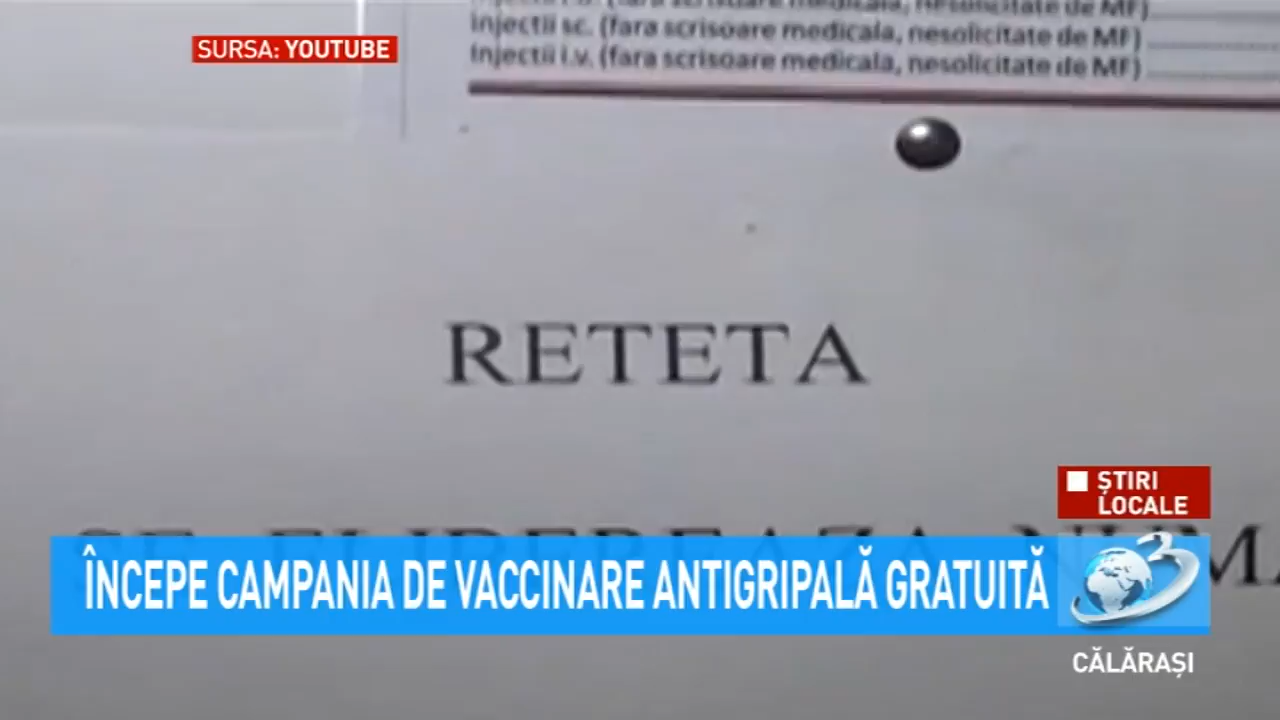 SURSA: YOUTUBE
Injectii sc. (fara scrisoare medicala, nesolicitate de MF)
Injectii i.v. (fara scrisoare medicala, nesolicitate de MF)
RETETA
ȘTIRI
LOCALE
ÎNCEPE CAMPANIA DE VACCINARE ANTIGRIPALĂ GRATUITĂ
3
CĂLĂRAȘI